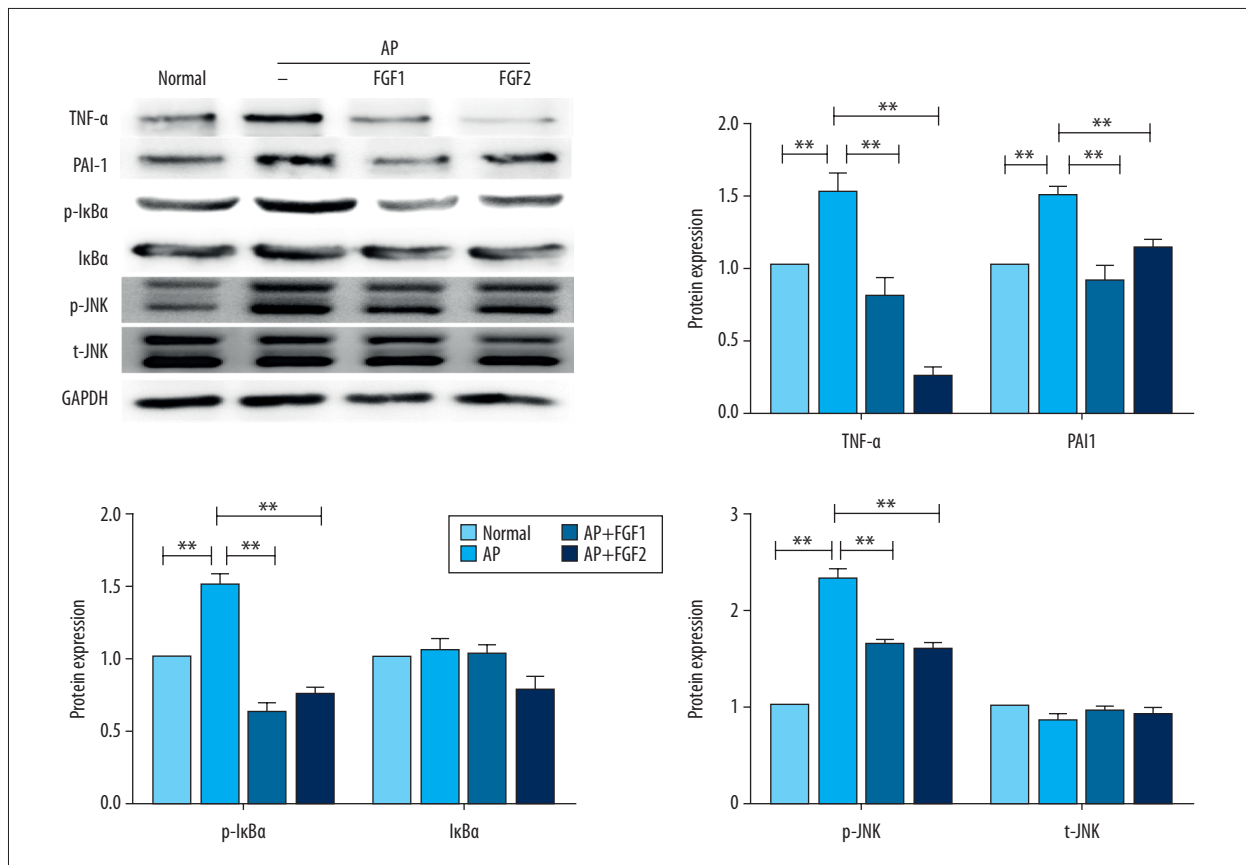 AP
Normal – FGF1 FGF2
TNF-α
PAI-1
p-IκBα
IκBα
p-JNK
t-JNK
GAPDH
2.0
1.5
1.0
0.5
0.0
Protein expression
** ** **
** ** **
TNF-α PAI1
2.0
1.5
1.0
0.5
0.0
Protein expression
** ** **
p-IκBα IκBα
Normal AP+FGF1
AP AP+FGF2
3
2
1
0
Protein expression
** ** **
p-JNK t-JNK